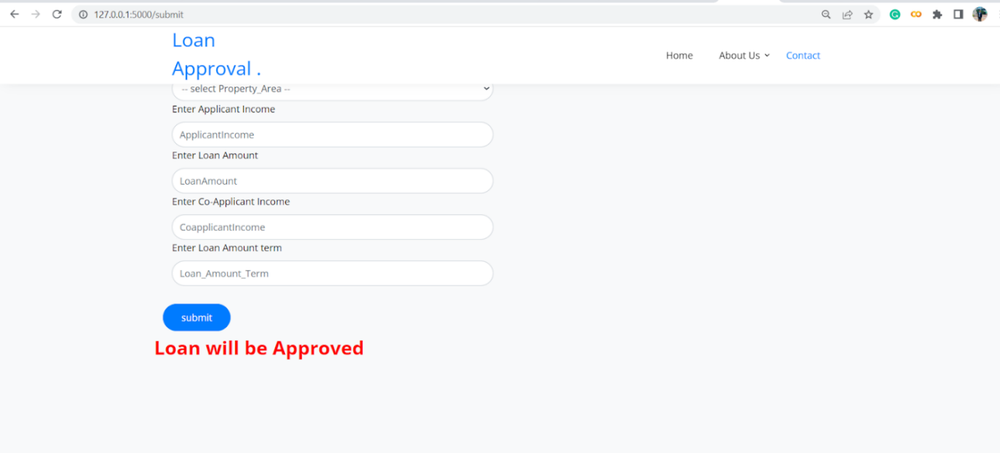 127.0.0.1:5000/submit
Loan
Approval .
Home About Us Contact
-- select Property_Area --
Enter Applicant Income
ApplicantIncome
Enter Loan Amount
LoanAmount
Enter Co-Applicant Income
CoapplicantIncome
Enter Loan Amount term
Loan_Amount_Term
submit
Loan will be Approved